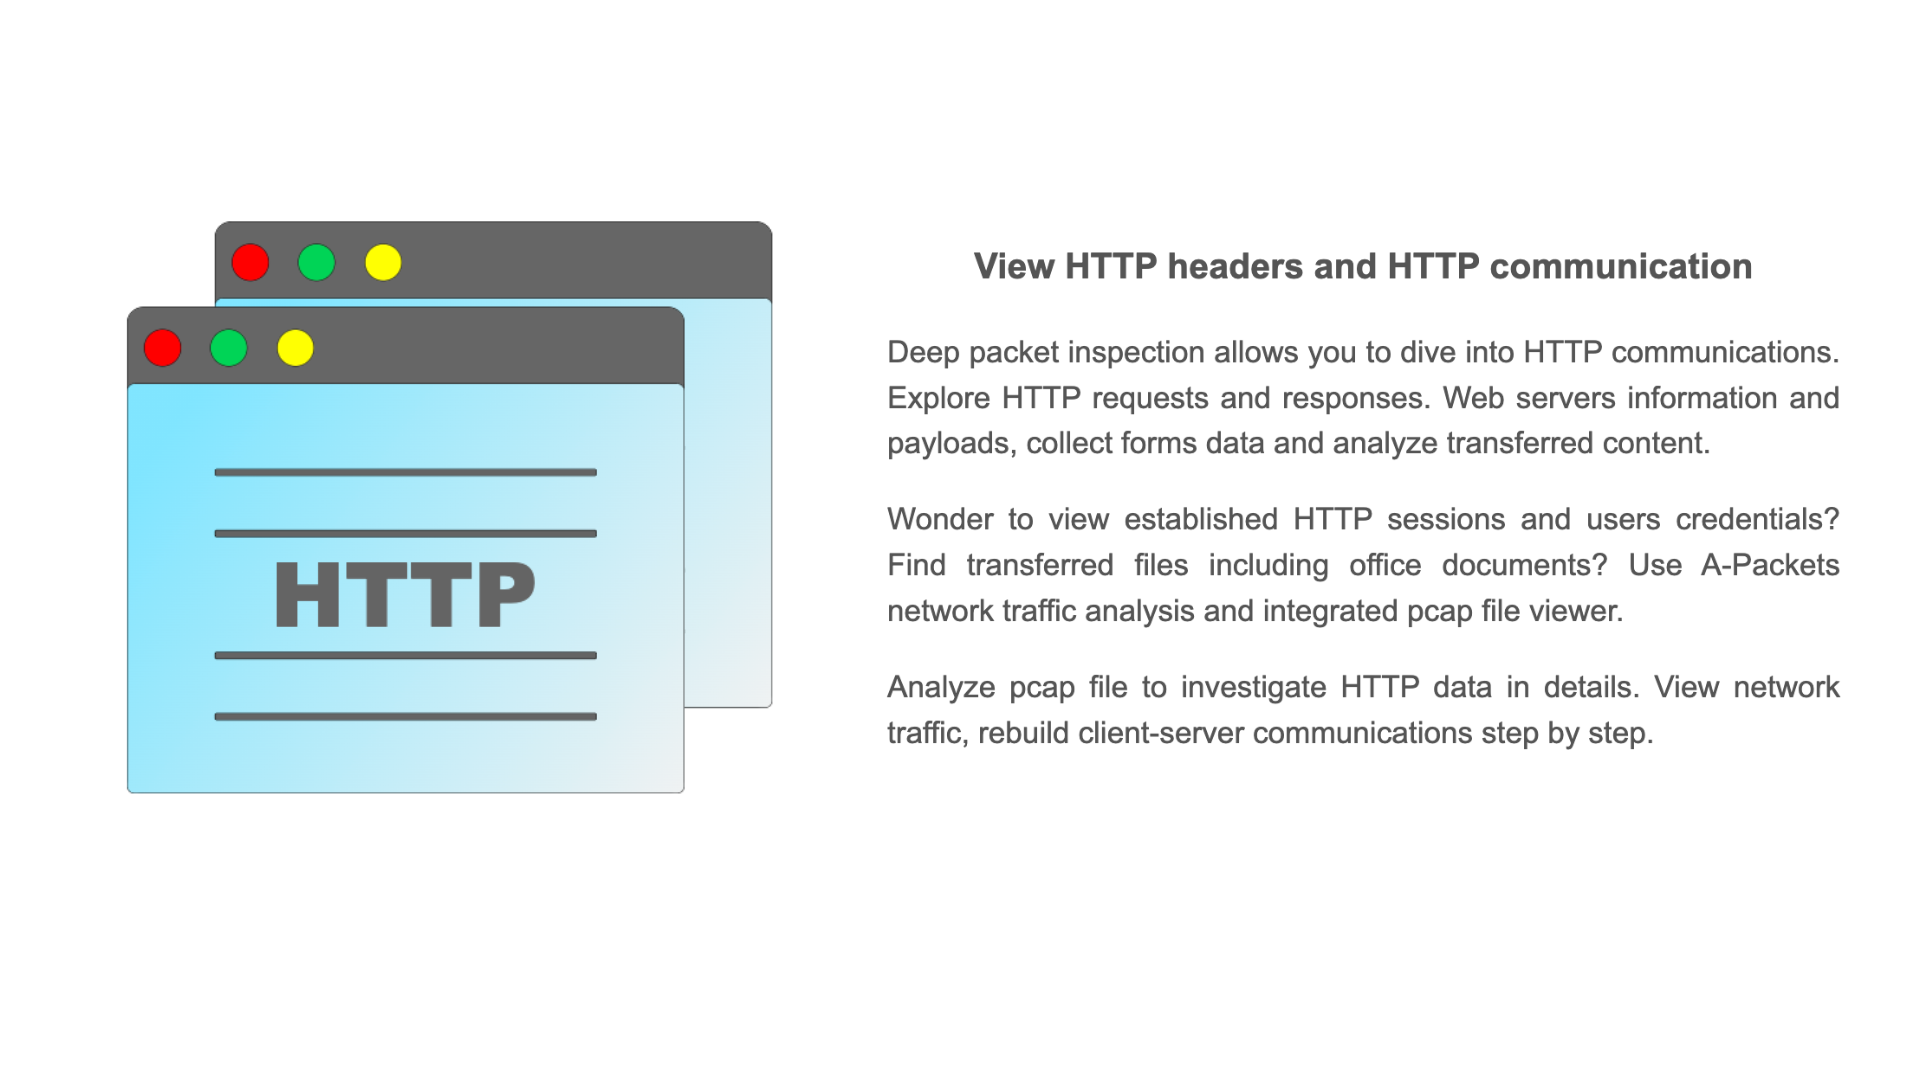 HTTP
View HTTP headers and HTTP communication
Deep packet inspection allows you to dive into HTTP communications.
Explore HTTP requests and responses. Web servers information and
payloads, collect forms data and analyze transferred content.
Wonder to view established HTTP sessions and users credentials?
Find transferred files including office documents? Use A-Packets
network traffic analysis and integrated pcap file viewer.
Analyze pcap file to investigate HTTP data in details. View network
traffic, rebuild client-server communications step by step.